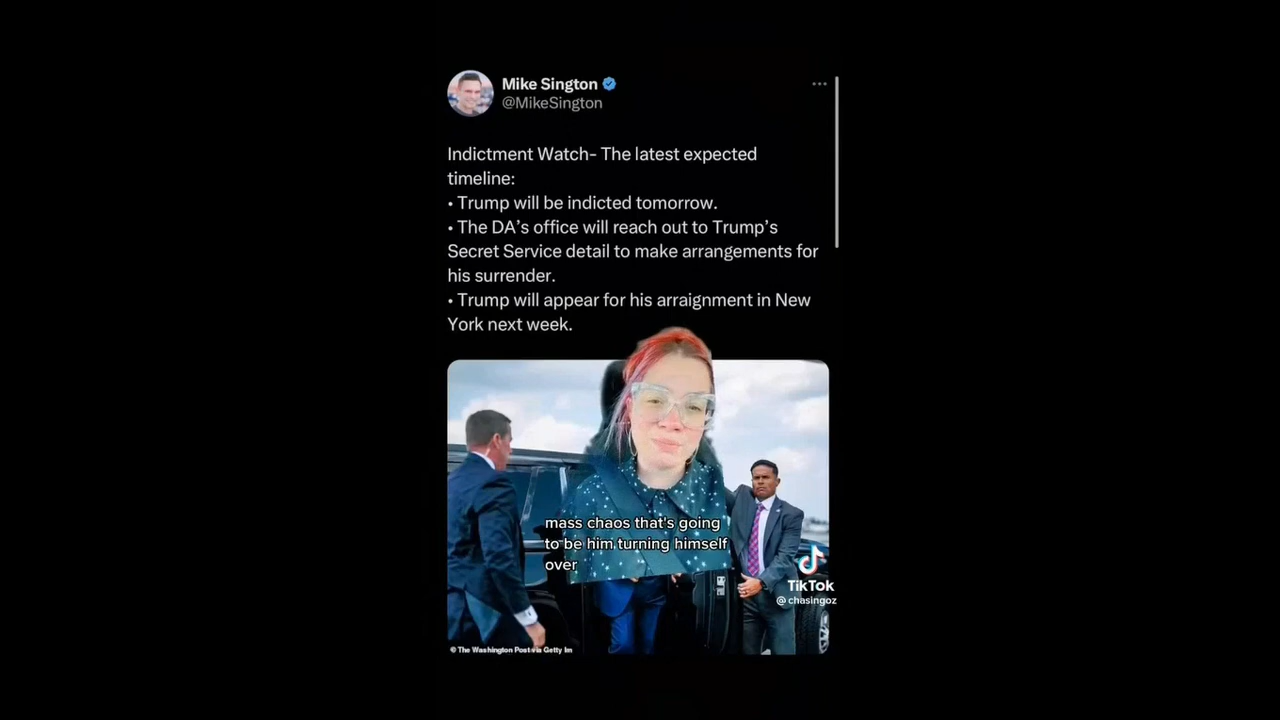 Mike Sington
@MikeSington
Indictment Watch- The latest expected
timeline:
• Trump will be indicted tomorrow.
• The DA's office will reach out to Trump's
Secret Service detail to make arrangements for
his surrender.
• Trump will appear for his arraignment in New
York next week.
mass chaos that's going
to be him turning himself
over
TikTok
@chasingoz
© The Washington Post via Getty Im